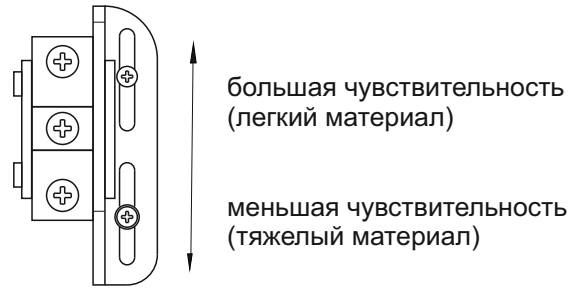 большая чувствительность
(легкий материал)
меньшая чувствительность
(тяжелый материал)